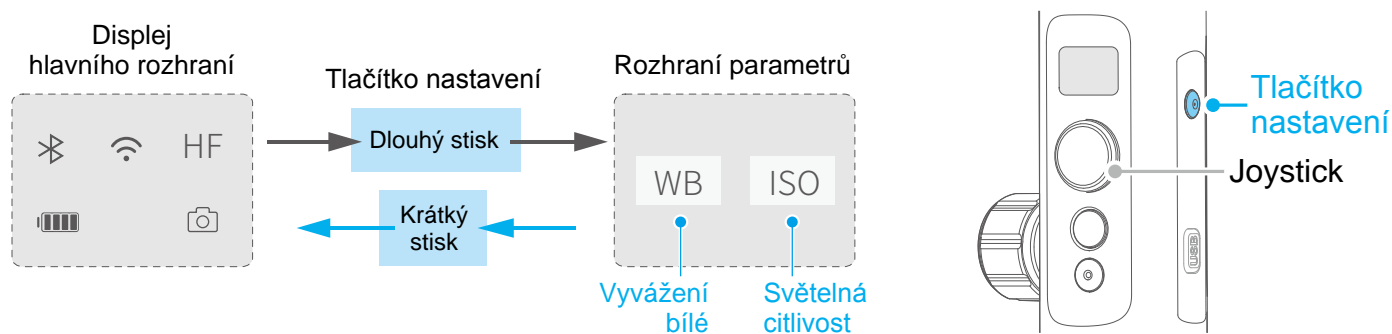 Displej
hlavního rozhraní
HF
Tlačítko nastavení
Dlouhý stisk
Krátký
stisk
Rozhraní parametrů
WB
ISO
Vyvážení
bílé
Světelná
citlivost
Tlačítko
nastavení
Joystick
USB